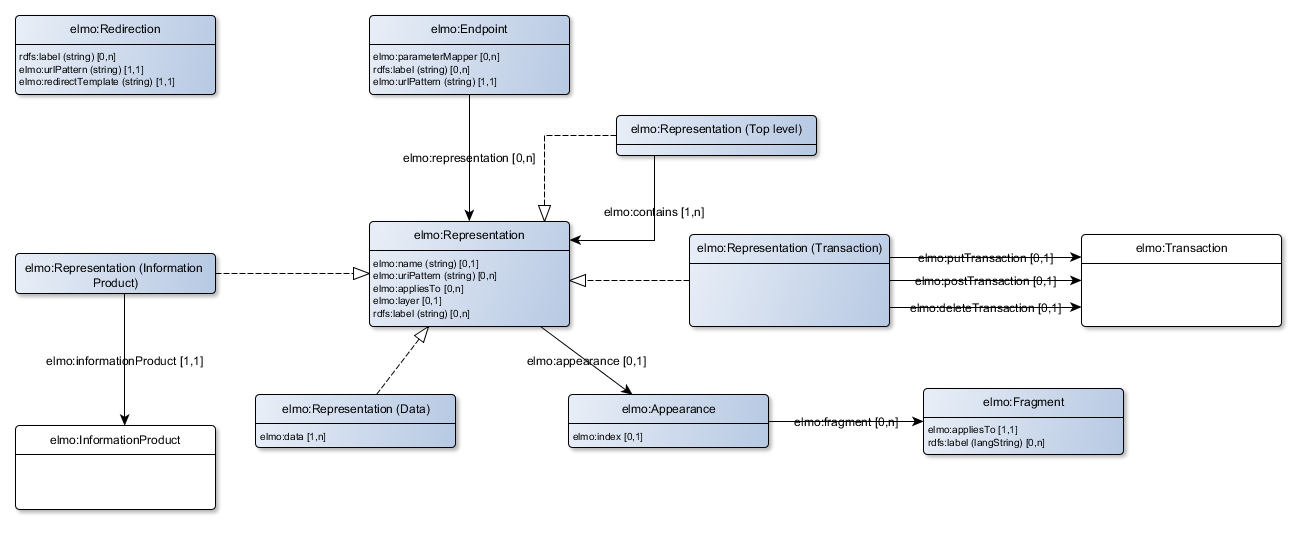 elmo:Redirection
rdfs:label (string) [0,n]
elmo:urlPattern (string) [1,1]
elmo:redirectTemplate (string) [1,1]
elmo:Endpoint
elmo:parameterMapper [0,n]
rdfs:label (string) [0,n]
elmo:urlPattern (string) [1,1]
elmo:Representation (Top level)
elmo:representation [0,n]
elmo:contains [1,n]
elmo:Representation
elmo:name (string) [0,1]
elmo:uriPattern (string) [0,n]
elmo:appliesTo [0,n]
elmo:layer [0,1]
rdfs:label (string) [0,n]
elmo:Representation (Transaction)
elmo:putTransaction [0,1]
elmo:postTransaction [0,1]
elmo:deleteTransaction [0,1]
elmo:Transaction
elmo:Representation (Information
Product)
elmo:informationProduct [1,1]
elmo:appearance [0,1]
elmo:Representation (Data)
elmo:data [1,n]
elmo:Appearance
elmo:index [0,1]
elmo:fragment [0,n]
elmo:Fragment
elmo:appliesTo [1,1]
rdfs:label (langString) [0,n]
elmo:InformationProduct